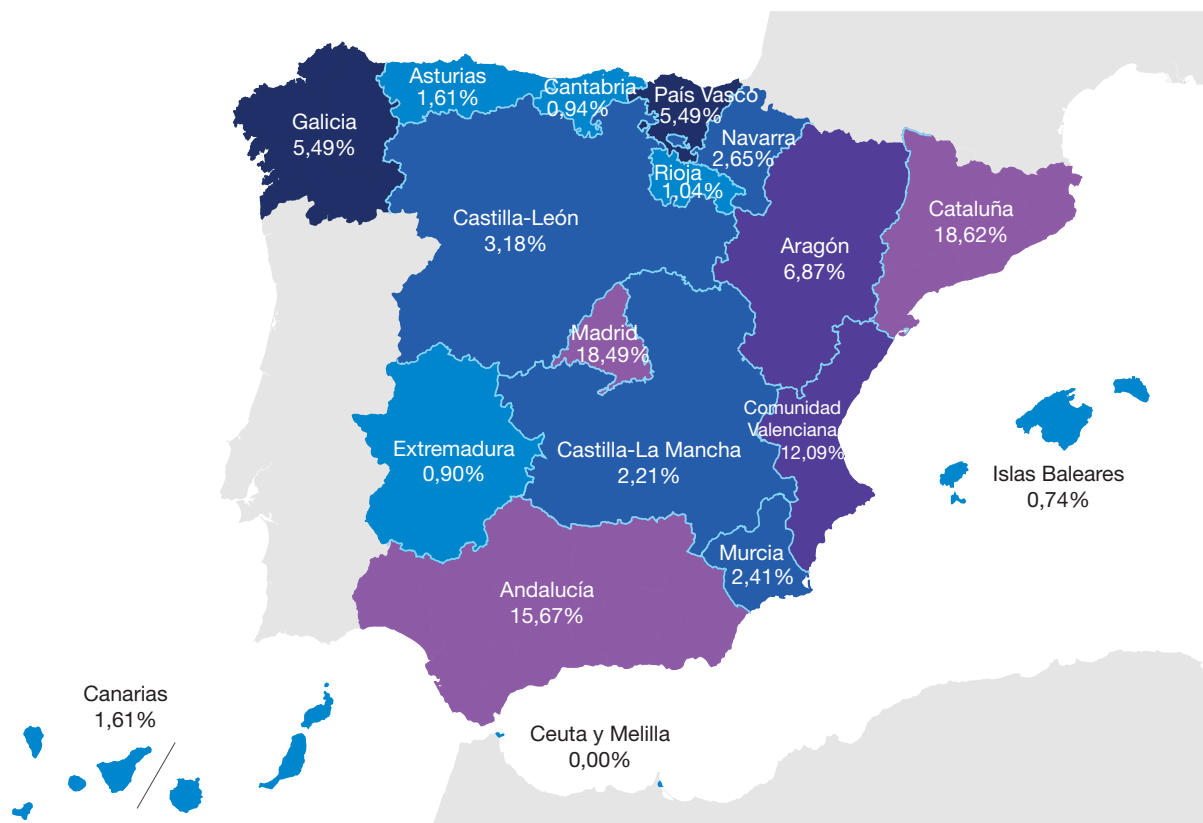 Asturias
1,61%
Cantabria
0,94%
País Vasco
5,49%
Galicia
5,49%
Navarra
2,65%
Rioja
1,04%
Castilla-León
3,18%
Aragón
6,87%
Cataluña
18,62%
Madrid
18,49%
Comunidad
Valenciana
12,09%
Extremadura
0,90%
Castilla-La Mancha
2,21%
Islas Baleares
0,74%
Murcia
2,41%
Andalucía
15,67%
Canarias
1,61%
Ceuta y Melilla
0,00%